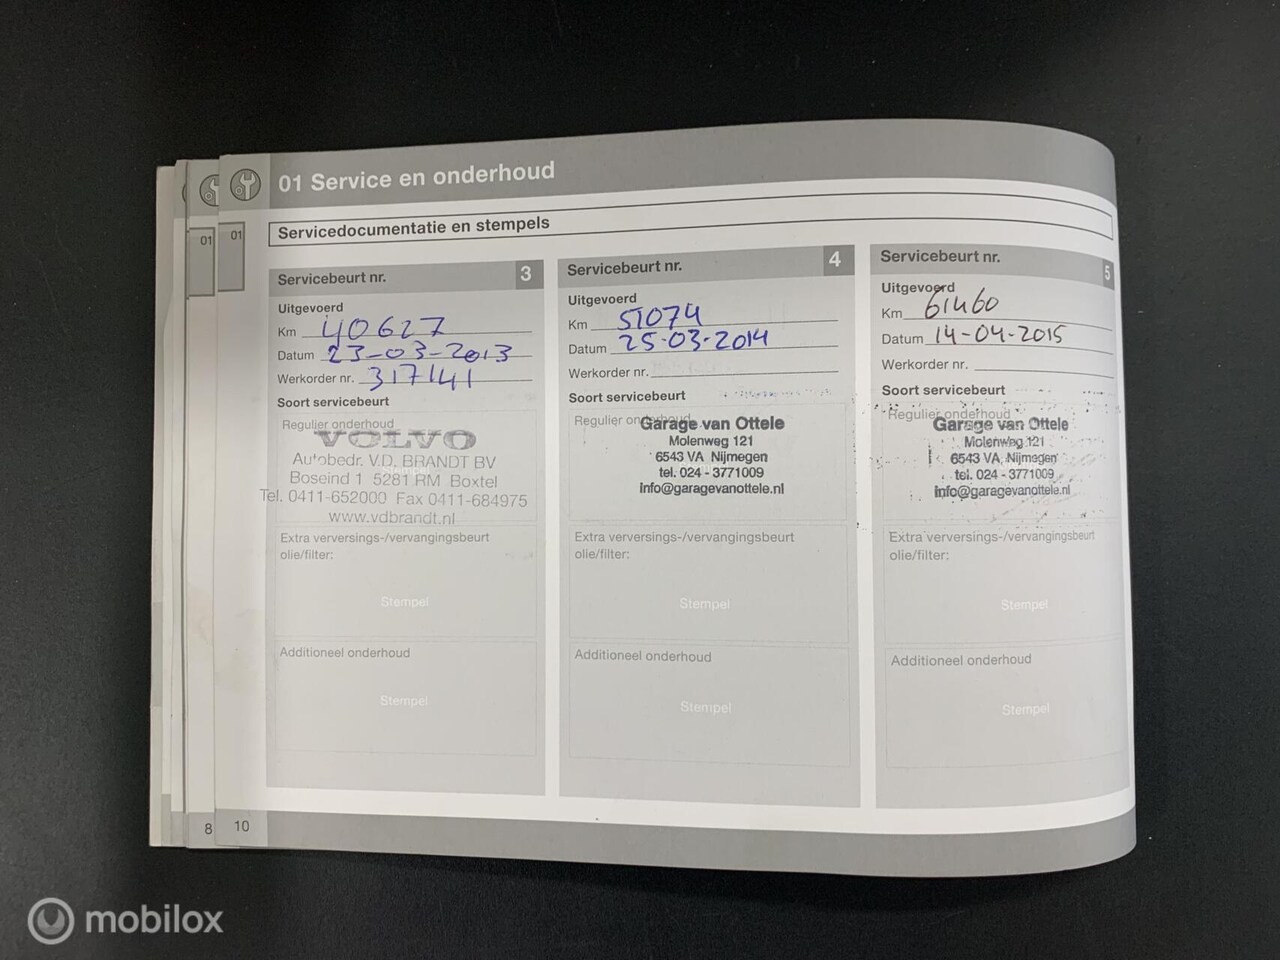 01 Service en onderhoud
01
01
Servicedocumentatie en stempels
Servicebeurt nr. 3
Uitgevoerd
Km 40627
Datum 23-03-2013
Werkorder nr. 317141
Soort servicebeurt
Regulier onderhoud
VOLVO
Autobedr. V.D. BRANDT BV
Boseind 1 5281 RM Boxtel
Tel. 0411-652000 Fax 0411-684975
www.vdbrandt.nl
Extra verversings-/vervangingsbeurt
olie/filter:
Stempel
Additioneel onderhoud
Stempel
Servicebeurt nr. 4
Uitgevoerd
Km 51074
Datum 25-03-2014
Werkorder nr.
Soort servicebeurt
Regulier onderhoud
Garage van Ottele
Molenweg 121
6543 VA Nijmegen
tel. 024 - 3771009
info@garagevanottele.nl
Extra verversings-/vervangingsbeurt
olie/filter:
Stempel
Additioneel onderhoud
Stempel
Servicebeurt nr. 5
Uitgevoerd
Km 61460
Datum 14-04-2015
Werkorder nr.
Soort servicebeurt
Regulier onderhoud
Garage van Ottele
Molenweg 121
6543 VA Nijmegen
tel. 024 - 3771009
info@garagevanottele.nl
Extra verversings-/vervangingsbeurt
olie/filter:
Stempel
Additioneel onderhoud
Stempel
8
10
mobilox